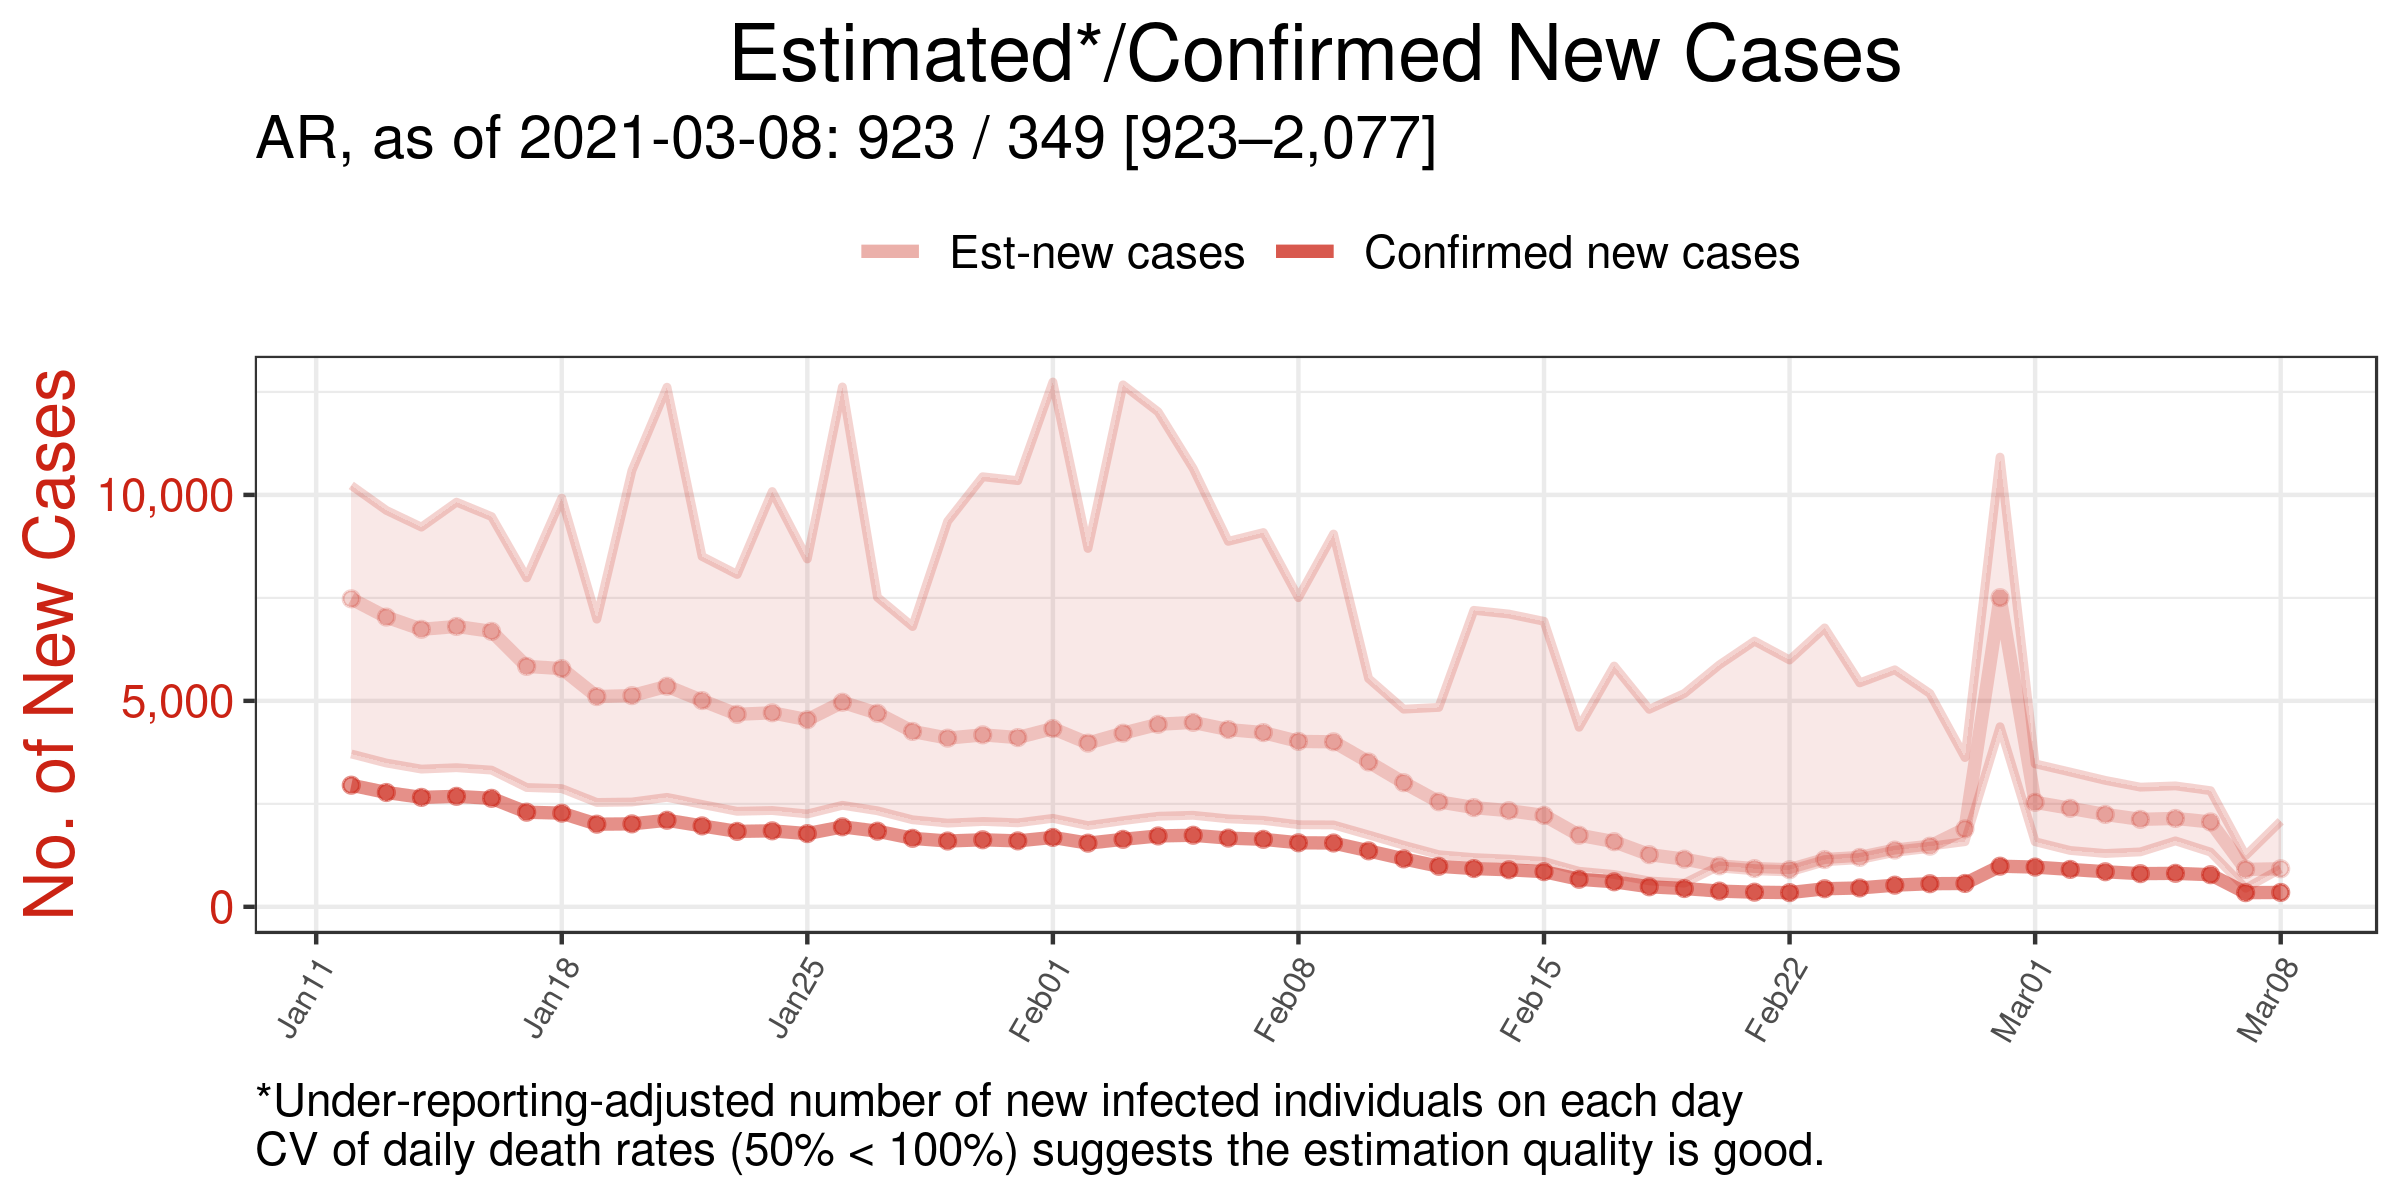 Estimated*/Confirmed New Cases
AR, as of 2021-03-08: 923 / 349 [923–2,077]
Est-new cases
Confirmed new cases
No. of New Cases
10,000
5,000
0
Jan11
Jan18
Jan25
Feb01
Feb08
Feb15
Feb22
Mar01
Mar08
*Under-reporting-adjusted number of new infected individuals on each day
CV of daily death rates (50% < 100%) suggests the estimation quality is good.